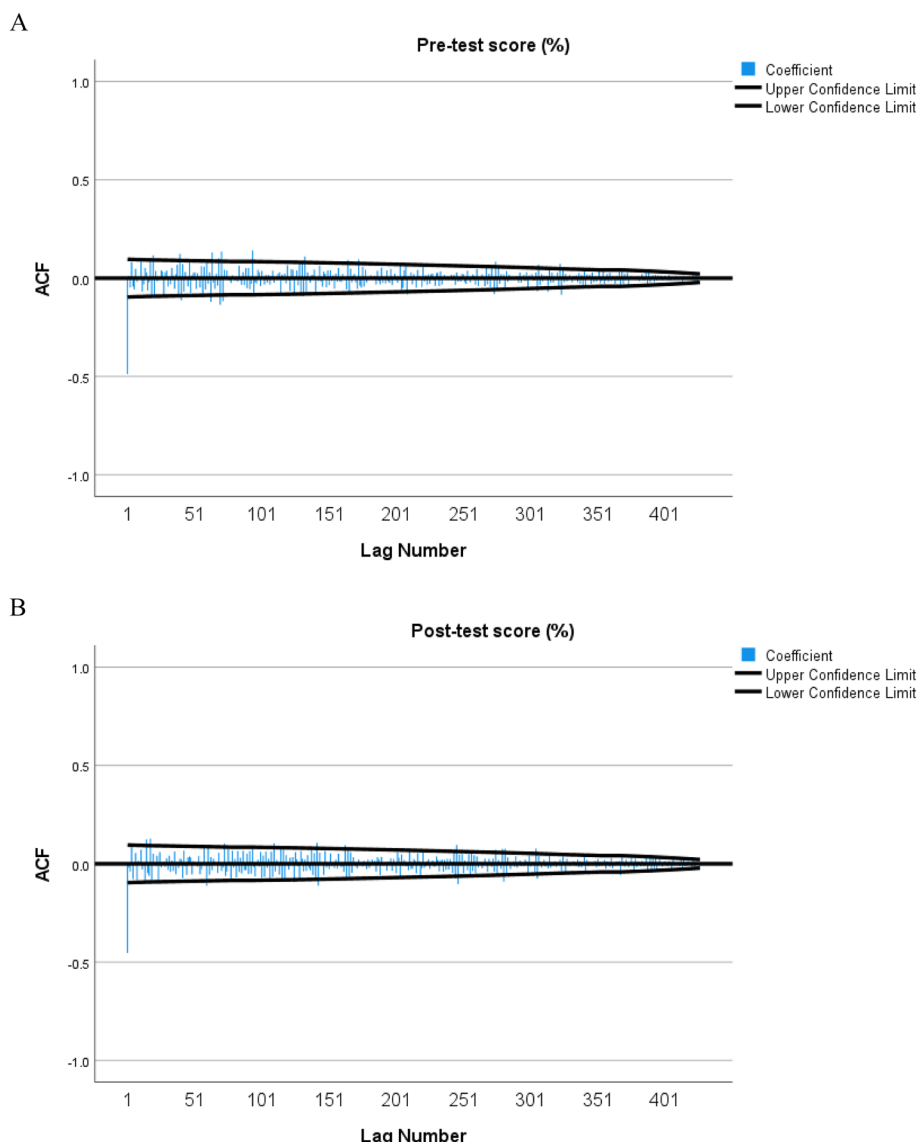 A
Pre-test score (%)
1.0
0.5
0.0
-0.5
-1.0
ACF
1 51 101 151 201 251 301 351 401
Lag Number
Coefficient
Upper Confidence Limit
Lower Confidence Limit
B
Post-test score (%)
1.0
0.5
0.0
-0.5
-1.0
ACF
1 51 101 151 201 251 301 351 401
Lag Number
Coefficient
Upper Confidence Limit
Lower Confidence Limit